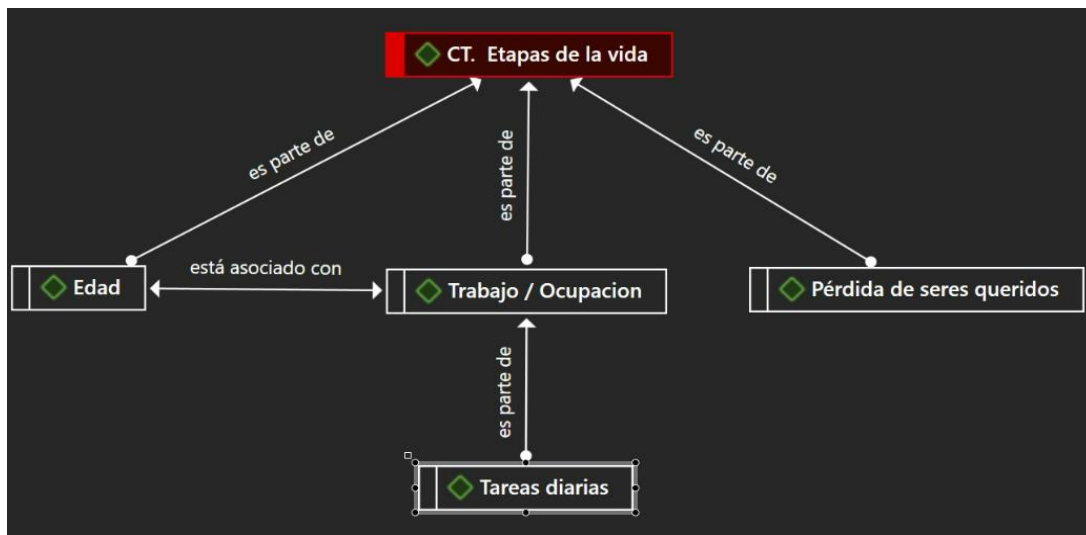 CT.  Etapas de la vida
es parte de
es parte de
es parte de
Edad
está asociado con
Trabajo / Ocupacion
Pérdida de seres queridos
es parte de
Tareas diarias